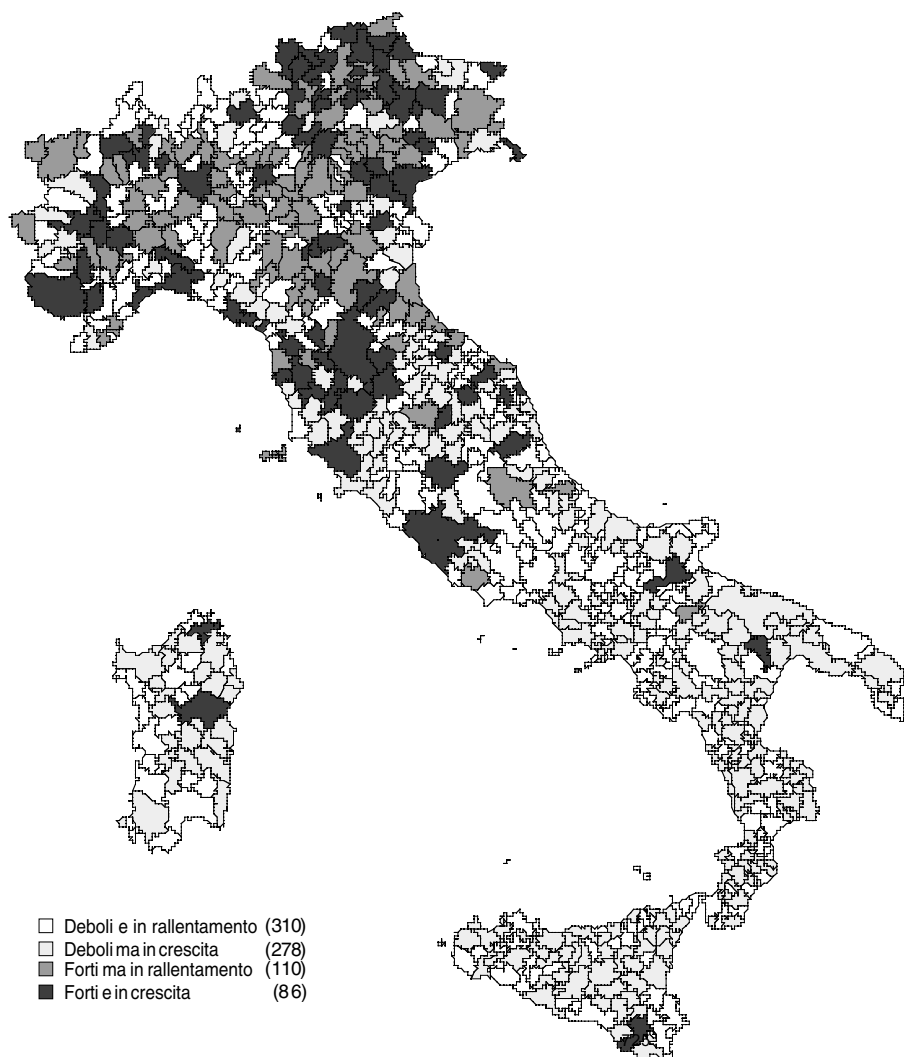 Deboli e in rallentamento (310)
Deboli ma in crescita (278)
Forti ma in rallentamento (110)
Forti e in crescita (86)